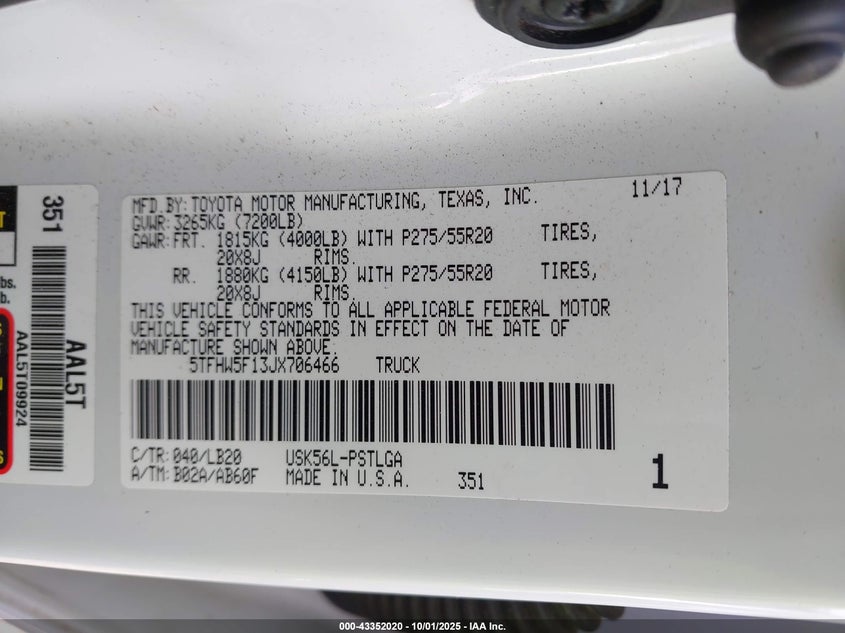 MFD BY: TOYOTA MOTOR MANUFACTURING, TEXAS, INC. 11/17
GVWR: 3265KG (7200LB)
GAWR: FRT. 1815KG (4000LB) WITH P275/55R20 TIRES,
20X8J RIMS.
RR. 1880KG (4150LB) WITH P275/55R20 TIRES,
20X8J RIMS.
THIS VEHICLE CONFORMS TO ALL APPLICABLE FEDERAL MOTOR
VEHICLE SAFETY STANDARDS IN EFFECT ON THE DATE OF
MANUFACTURE SHOWN ABOVE.
5TFHW5F13JX706466 TRUCK
C/TR: 040/LB20 USK56L-PSTLGA
A/TM: B02A/AB60F MADE IN U.S.A. 351 1
351
AAL5T
AAL5T09924
lbs.
b.
000-43352020 - 10/01/2025 - IAA Inc.